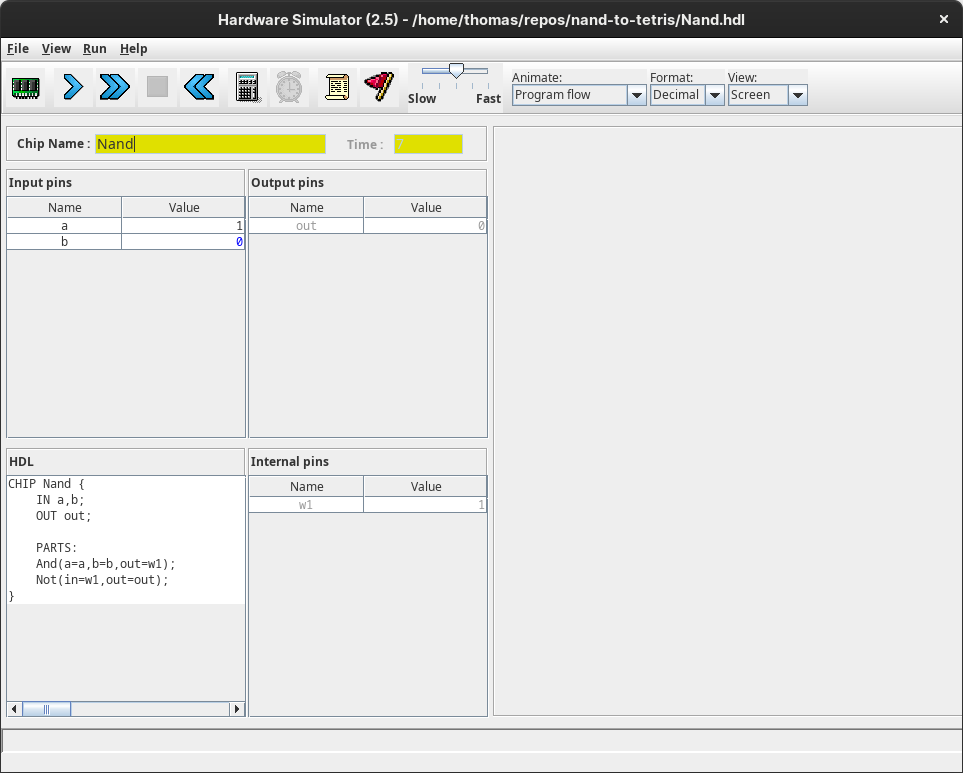 Hardware Simulator (2.5) - /home/thomas/repos/nand-to-tetris/Nand.hdl
File View Run Help
Slow Fast
Animate: Format: View:
Program flow Decimal Screen
Chip Name : Nand Time :
Input pins
Name Value
a 1
b 0
Output pins
Name Value
out 0
HDL
CHIP Nand {
IN a,b;
OUT out;
PARTS:
And(a=a,b=b,out=w1);
Not(in=w1,out=out);
}
Internal pins
Name Value
w1 1